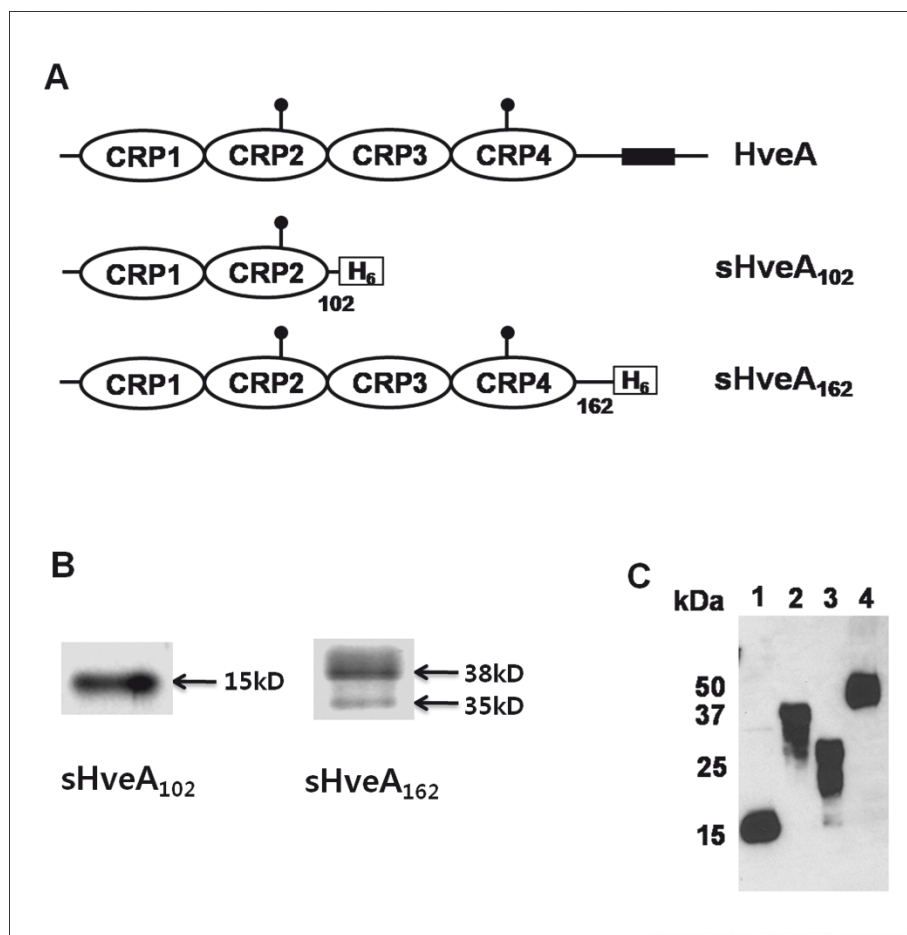 A
CRP1 CRP2 CRP3 CRP4 HveA
CRP1 CRP2 H₆ sHveA₁₀₂
102
CRP1 CRP2 CRP3 CRP4 H₆ sHveA₁₆₂
162
B
15kD
sHveA₁₀₂
38kD
35kD
sHveA₁₆₂
C
kDa 1 2 3 4
50
37
25
15